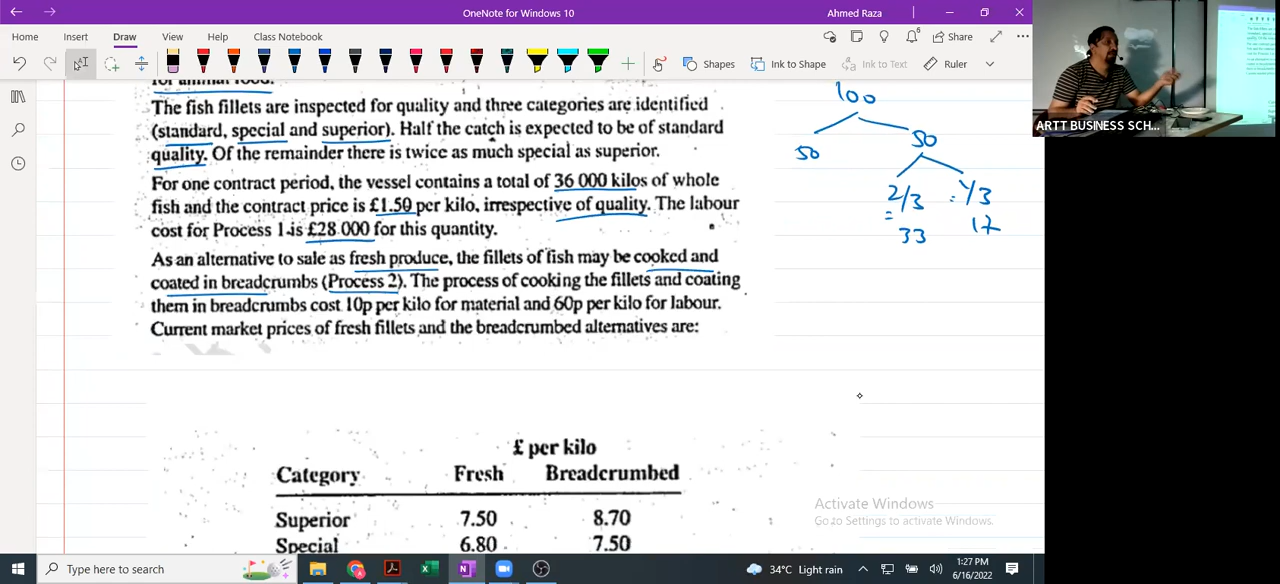 OneNote for Windows 10
Ahmed Raza
Home Insert Draw View Help Class Notebook
Share
Shapes
Ink to Shape
Ink to Text
Ruler
for animal food.
The fish fillets are inspected for quality and three categories are identified
(standard, special and superior). Half the catch is expected to be of standard
quality. Of the remainder there is twice as much special as superior.
For one contract period, the vessel contains a total of 36 000 kilos of whole
fish and the contract price is £1.50 per kilo, irrespective of quality. The labour
cost for Process 1 is £28 000 for this quantity.
As an alternative to sale as fresh produce, the fillets of fish may be cooked and
coated in breadcrumbs (Process 2). The process of cooking the fillets and coating
them in breadcrumbs cost 10p per kilo for material and 60p per kilo for labour.
Current market prices of fresh fillets and the breadcrumbed alternatives are:
£ per kilo
Category Fresh Breadcrumbed
Superior 7.50 8.70
Special 6.80 7.50
100
50 50
2/3 = 1/3
= 33 17
ARTT BUSINESS SCH...
Activate Windows
Go to Settings to activate Windows.
Type here to search
34°C Light rain
1:27 PM
6/16/2022